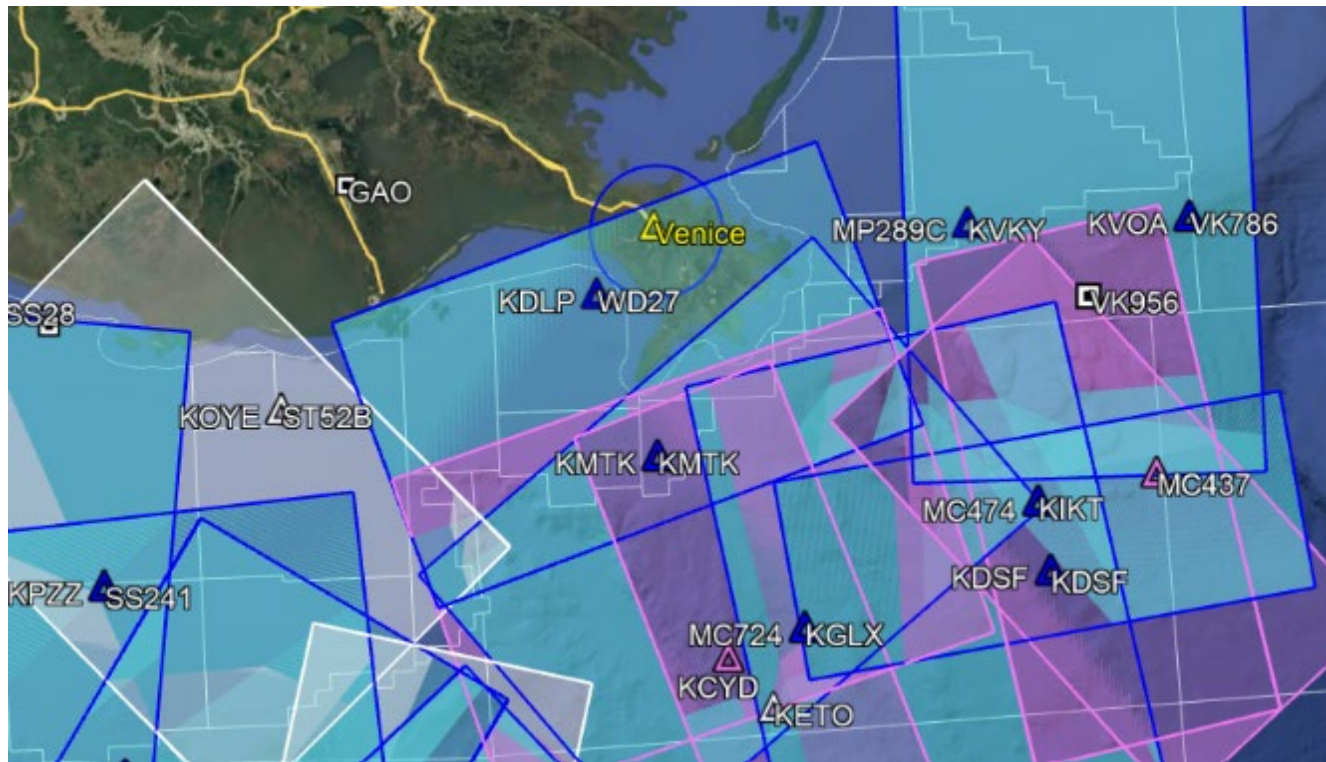 GAO
Venice
MP289C KVKY
KVOA VK786
KDLP WD27
VK956
SS28
KOYE ST52B
KMTK KMTK
MC437
MC474 KIKT
KDSF KDSF
KPZZ SS241
MC724 KGLX
KCYD
KETO